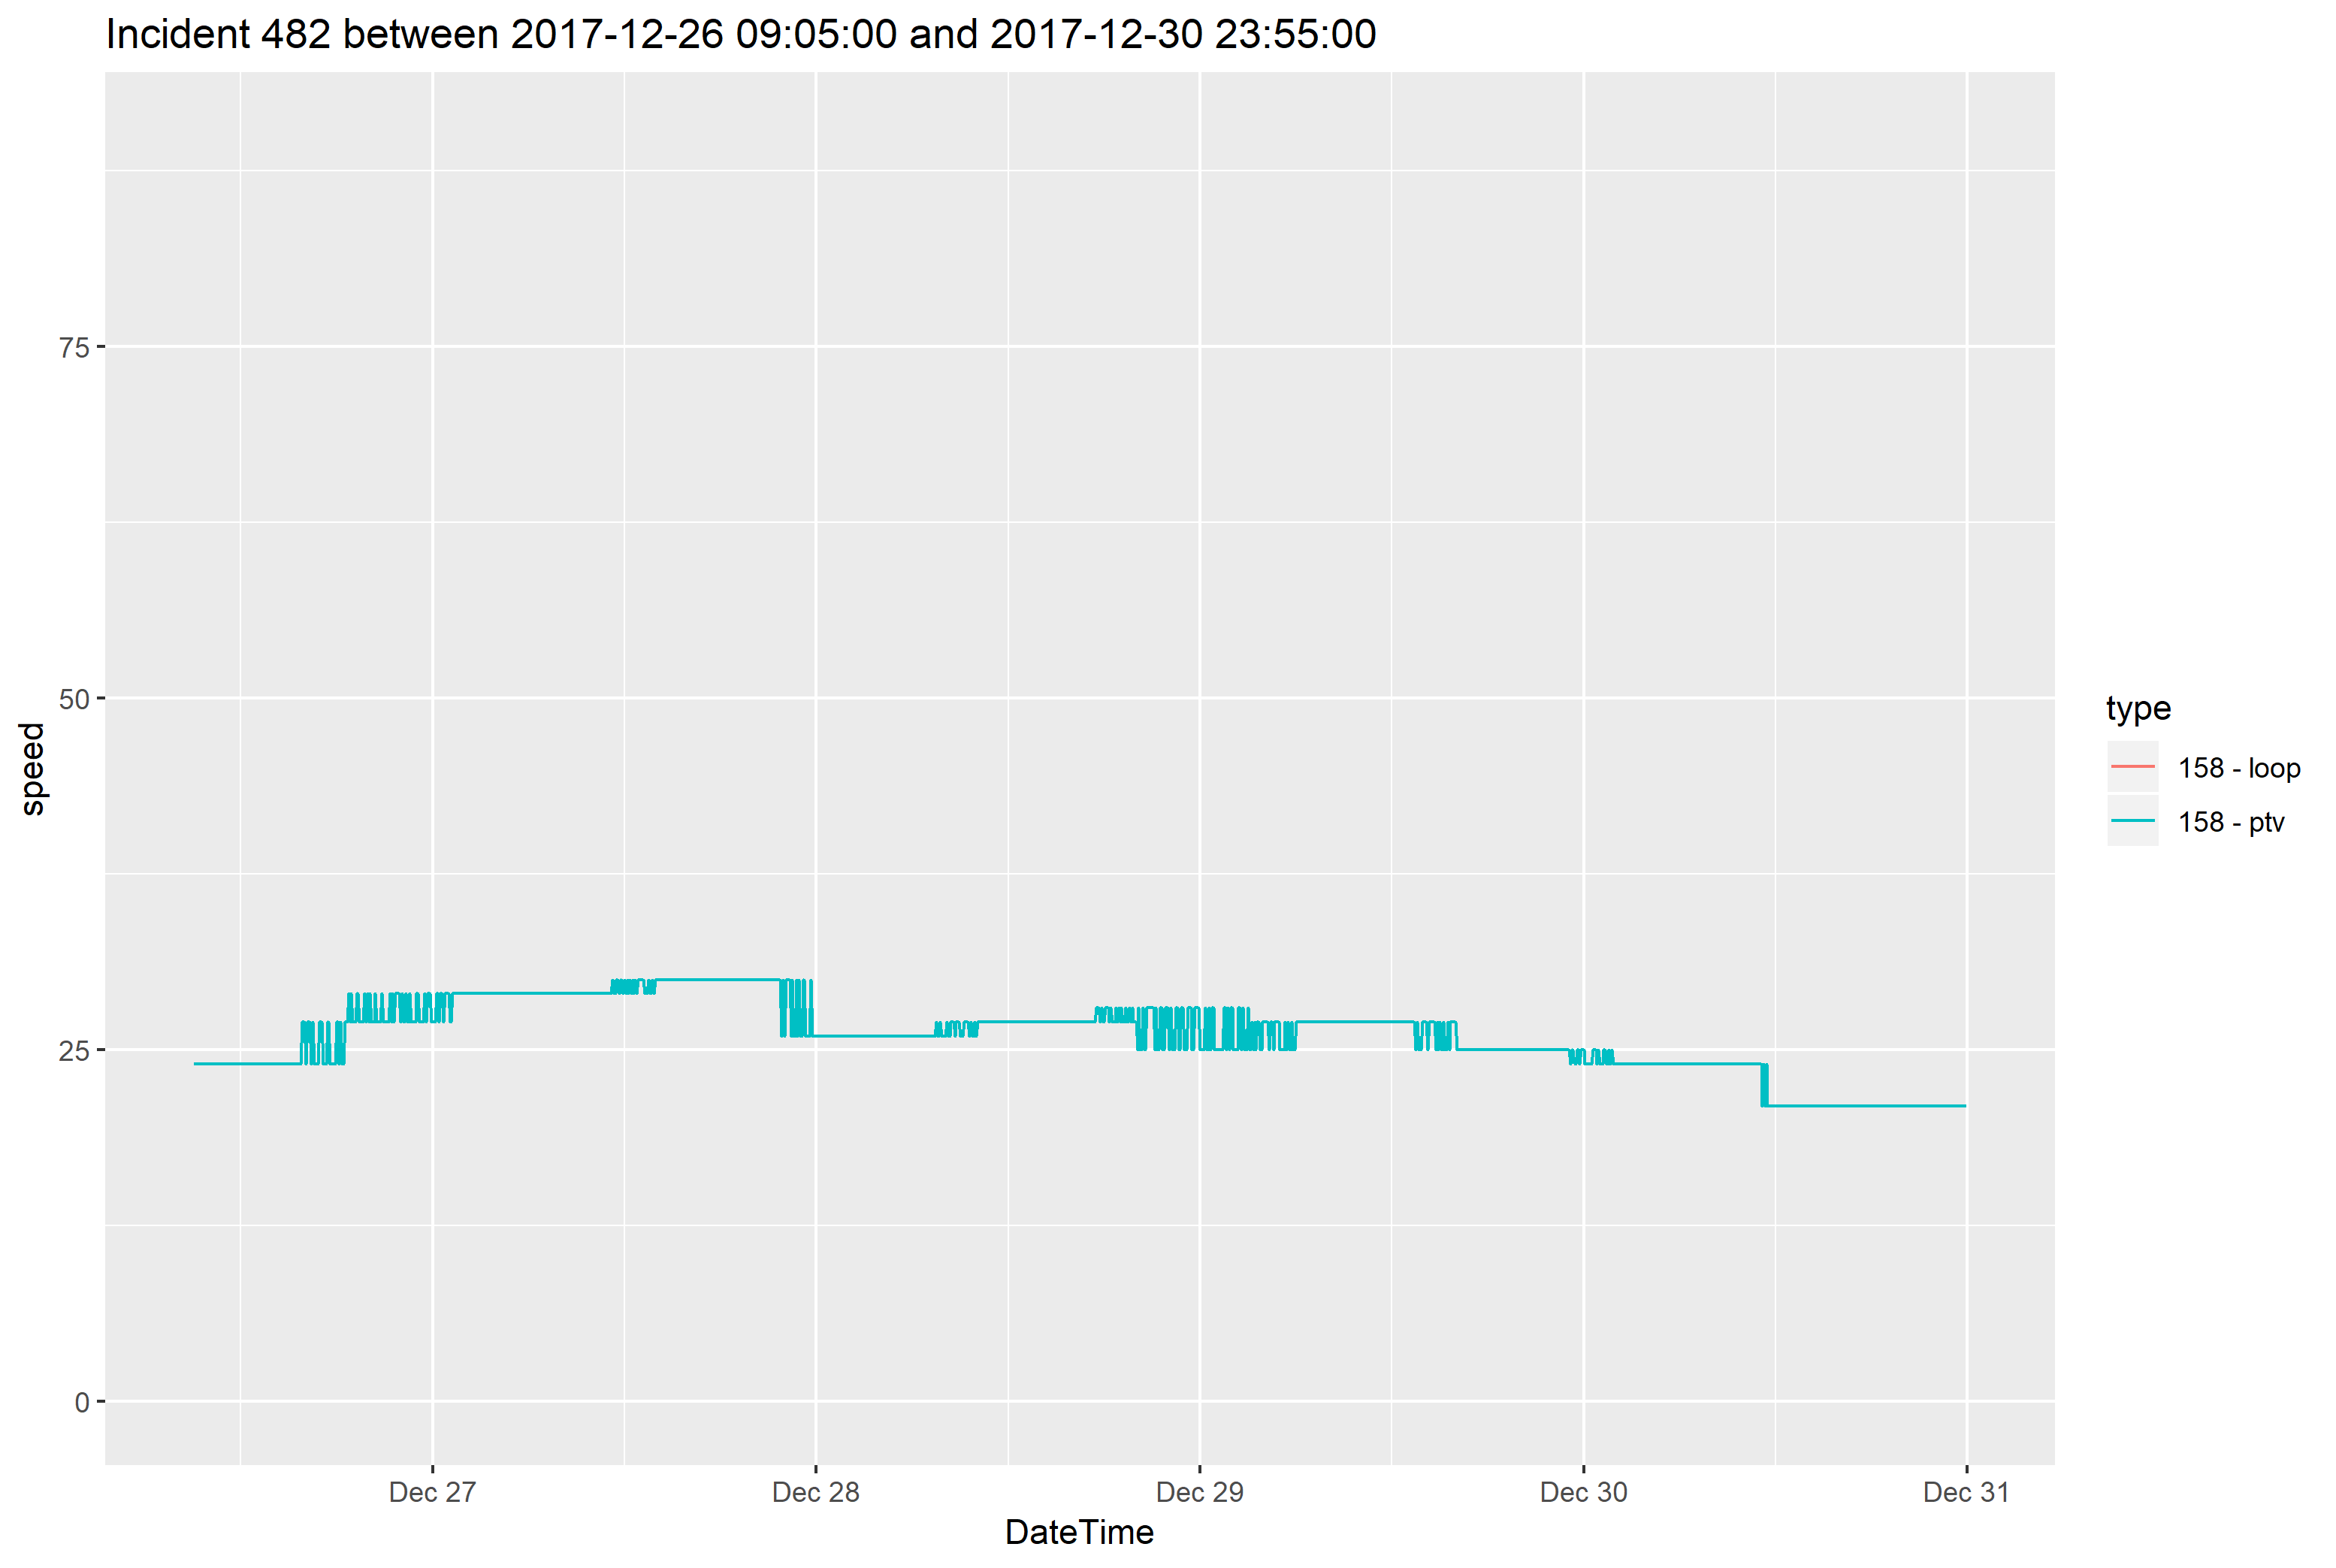 Incident 482 between 2017-12-26 09:05:00 and 2017-12-30 23:55:00
75
50
25
0
speed
Dec 27
Dec 28
Dec 29
Dec 30
Dec 31
DateTime
type
158 - loop
158 - ptv